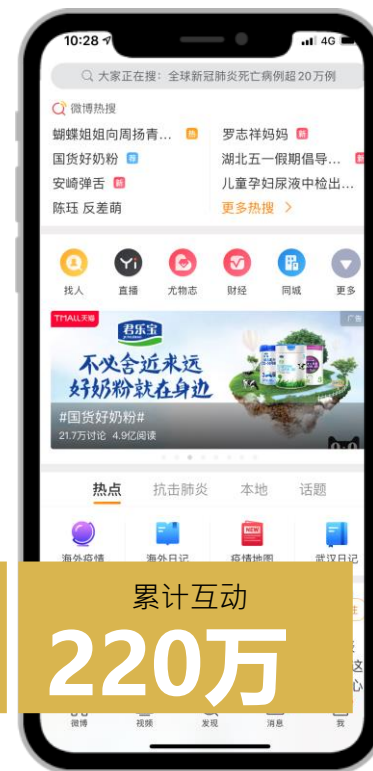 10:28
4G
大家正在搜：全球新冠肺炎死亡病例超20万例
微博热搜
蝴蝶姐姐向周扬青... 热
罗志祥妈妈 新
国货好奶粉 荐
湖北五一假期倡导... 新
安崎弹舌 新
儿童孕妇尿液中检出...
陈珏 反差萌
更多热搜 >
找人
直播
尤物志
财经
同城
更多
TMALL天猫
广告
君乐宝
不必舍近求远
好奶粉就在身边
#国货好奶粉#
21.7万讨论 4.9亿阅读
热点
抗击肺炎
本地
话题
NEW
海外疫情
海外日记
疫情地图
武汉日记
累计互动
220万
这
心
微博
视频
发现
消息
我